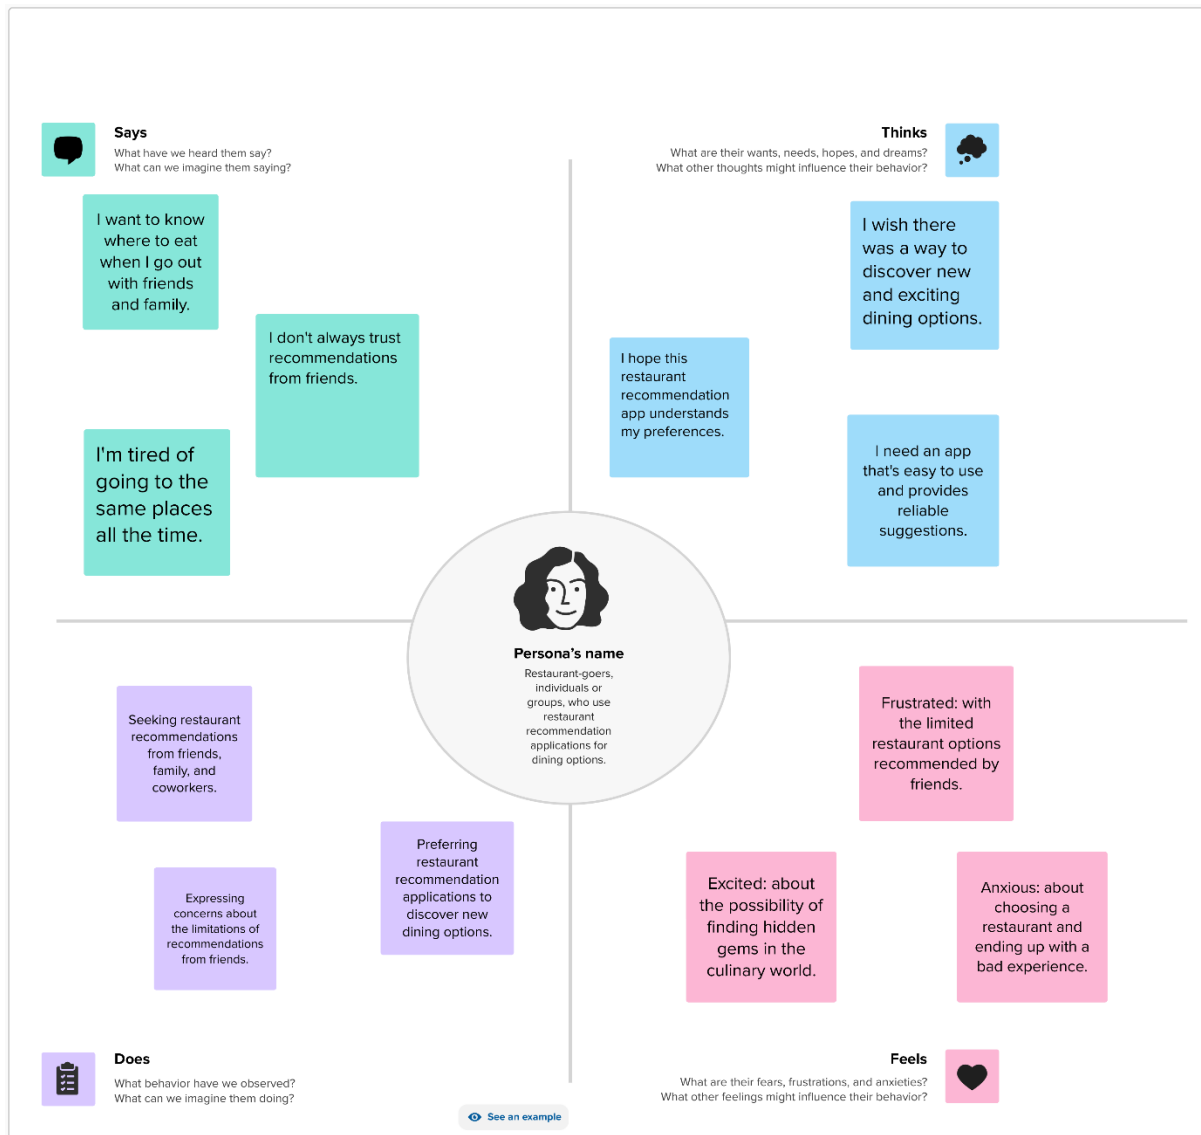 Says
What have we heard them say?
What can we imagine them saying?
I want to know
where to eat
when I go out
with friends
and family.
I don't always trust
recommendations
from friends.
I'm tired of
going to the
same places
all the time.
Thinks
What are their wants, needs, hopes, and dreams?
What other thoughts might influence their behavior?
I wish there
was a way to
discover new
and exciting
dining options.
I hope this
restaurant
recommendation
app understands
my preferences.
I need an app
that's easy to use
and provides
reliable
suggestions.
Persona's name
Restaurant-goers,
individuals or
groups, who use
restaurant
recommendation
applications for
dining options.
Seeking restaurant
recommendations
from friends,
family, and
coworkers.
Preferring
restaurant
recommendation
applications to
discover new
dining options.
Expressing
concerns about
the limitations of
recommendations
from friends.
Does
What behavior have we observed?
What can we imagine them doing?
Frustrated: with
the limited
restaurant options
recommended by
friends.
Excited: about
the possibility of
finding hidden
gems in the
culinary world.
Anxious: about
choosing a
restaurant and
ending up with a
bad experience.
Feels
What are their fears, frustrations, and anxieties?
What other feelings might influence their behavior?
See an example